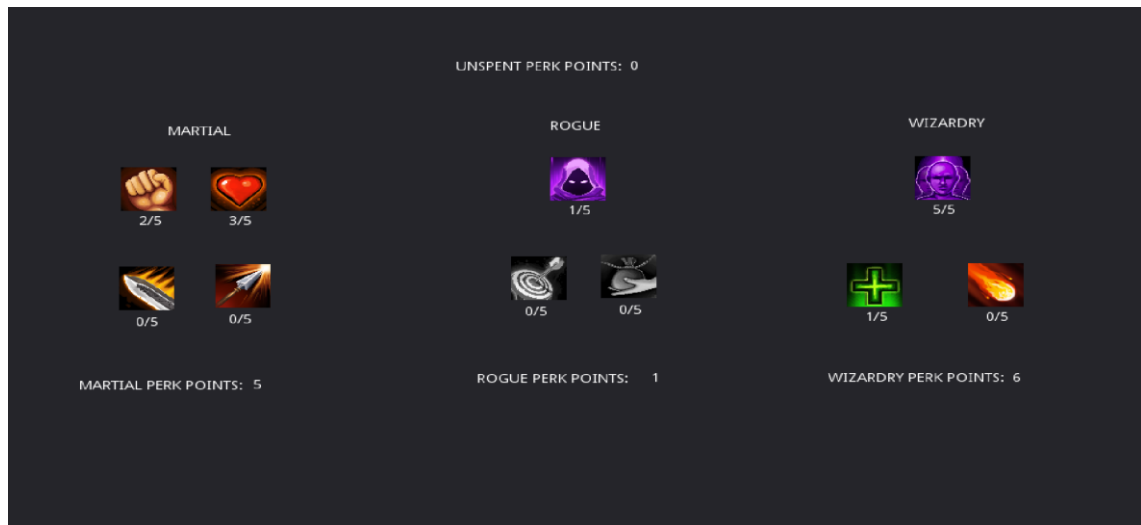 UNSPENT PERK POINTS: 0
MARTIAL
ROGUE
WIZARDRY
2/5
3/5
1/5
5/5
0/5
0/5
0/5
0/5
1/5
0/5
MARTIAL PERK POINTS: 5
ROGUE PERK POINTS: 1
WIZARDRY PERK POINTS: 6